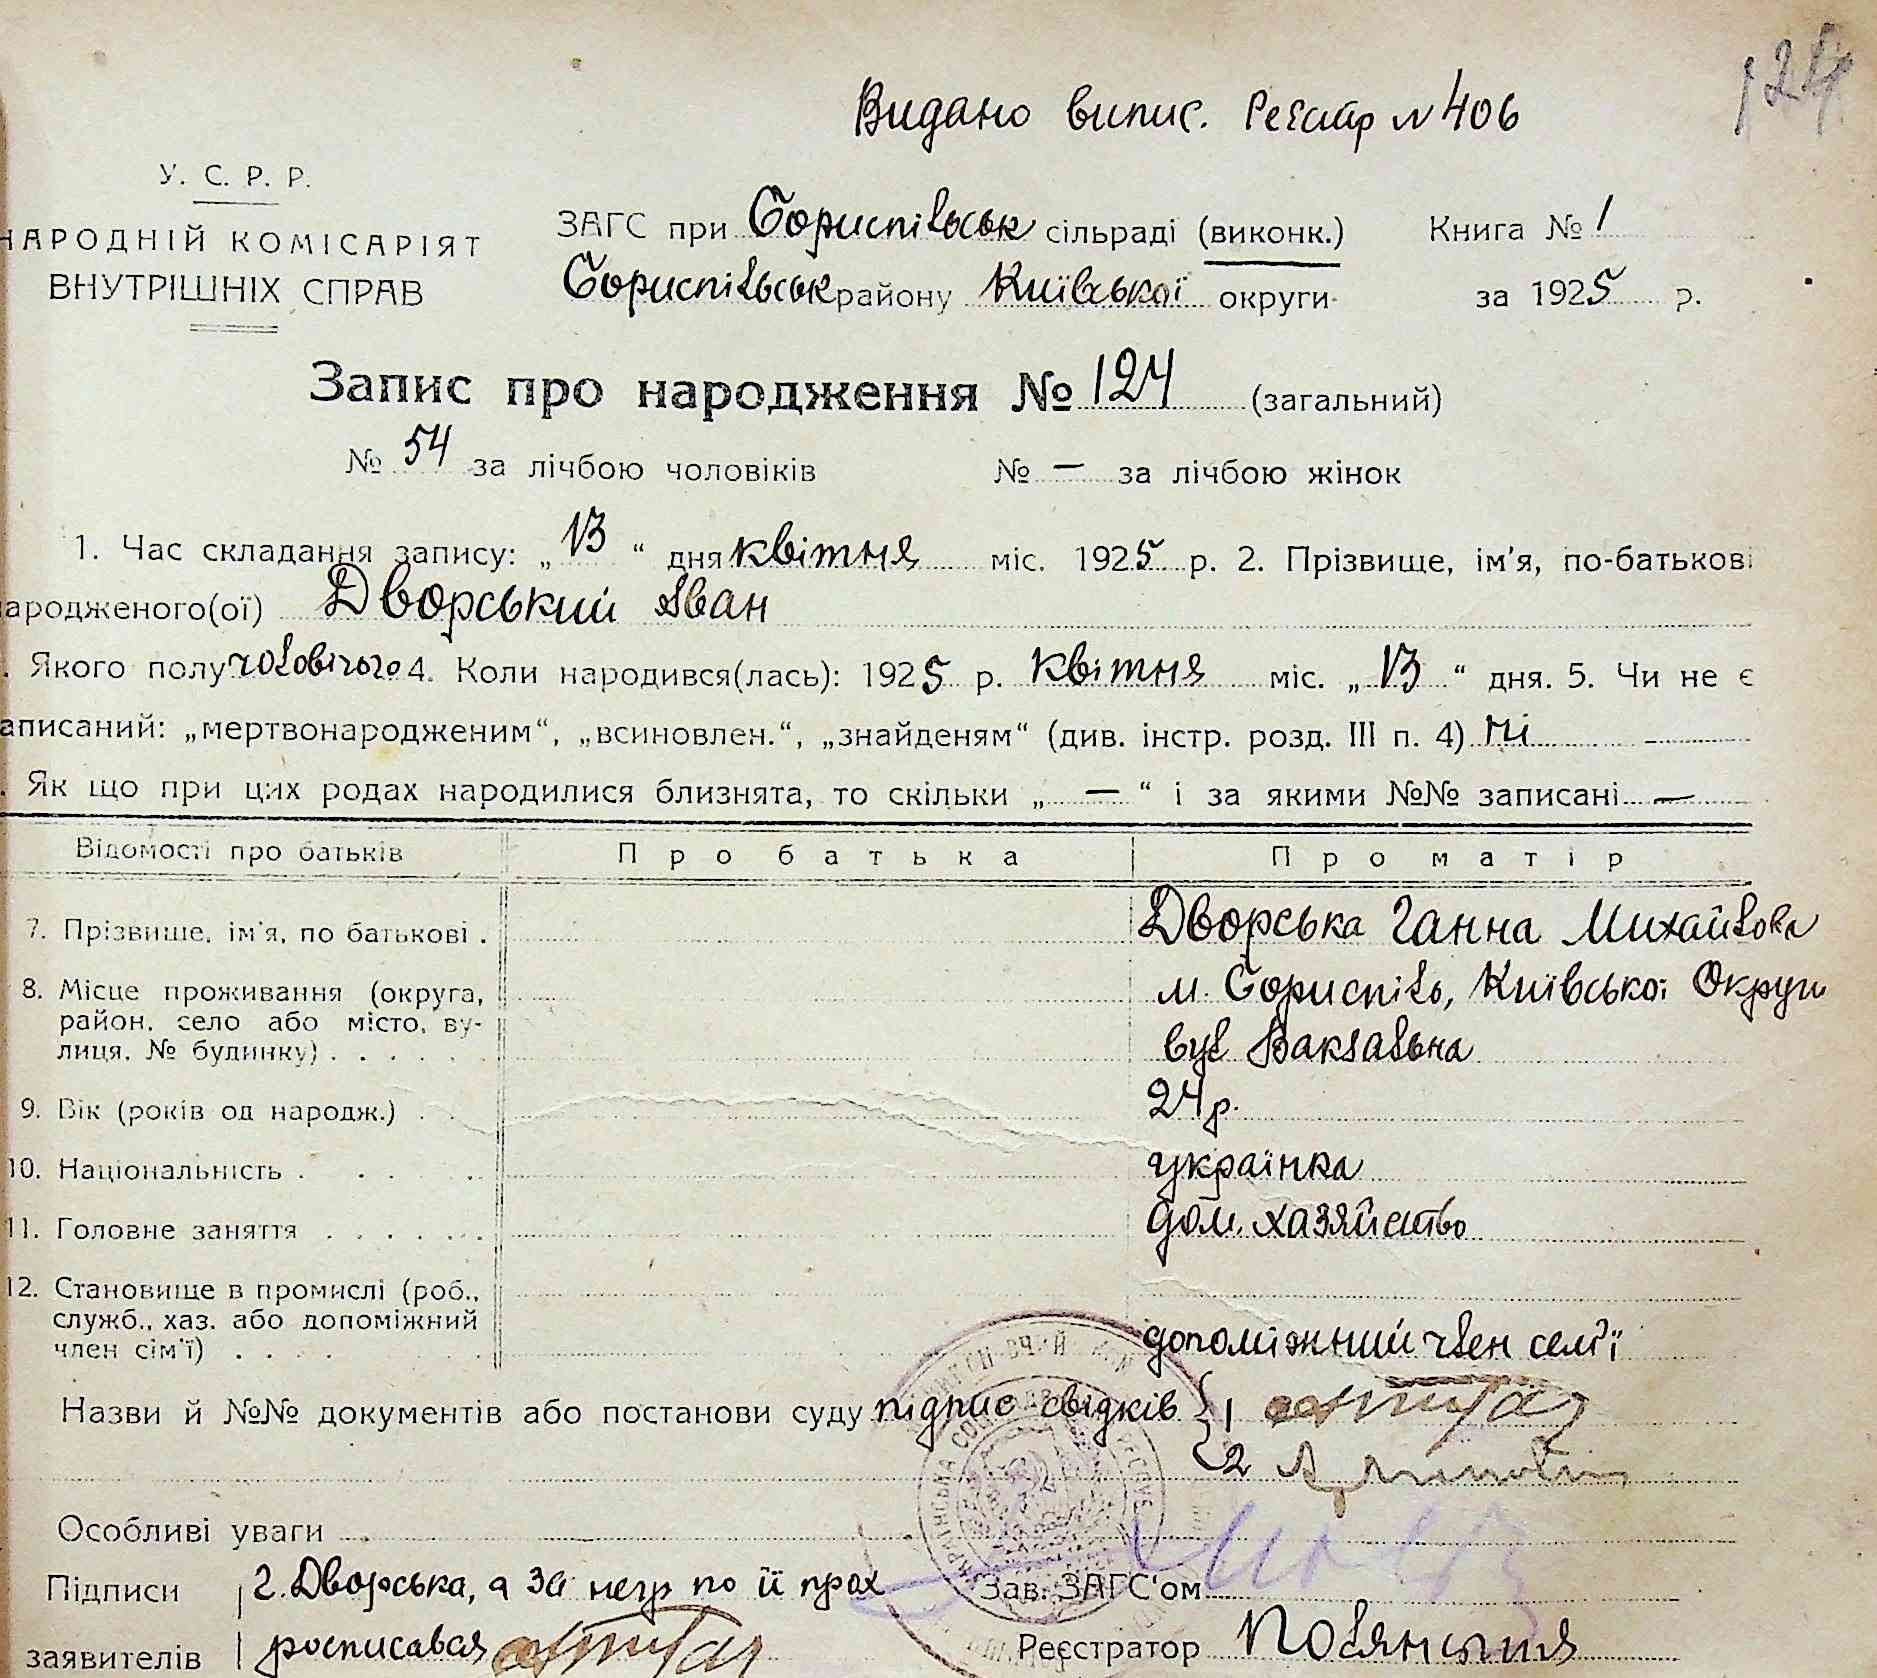 124
Видано випис. Реєстр № 406
У. С. Р. Р.
НАРОДНІЙ КОМІСАРІЯТ
ВНУТРІШНІХ СПРАВ
ЗАГС при Бориспільськ сільраді (виконк.) Книга № 1
Бориспільськ району Київської округи за 1925 р.
Запис про народження № 124 (загальний)
№ 54 за лічбою чоловіків № — за лічбою жінок
1. Час складання запису: „13“ дня квітня міс. 1925 р. 2. Прізвище, ім'я, по-батькові
народженого(ої) Дворський Іван
. Якого полу чоловічого 4. Коли народився(лась): 1925 р. квітня міс. „13“ дня. 5. Чи не є
записаний: „мертвонародженим“, „всиновлен.“, „знайденям“ (див. інстр. розд. III п. 4) ні
. Як що при цих родах народилися близнята, то скільки „ — “ і за якими №№ записані —
Відомості про батьків Про батька Про матір
7. Прізвище, ім'я, по батькові . Дворська Ганна Михайлова
8. Місце проживання (округа, м. Бориспіль, Київської Округи
район, село або місто, ву-
лиця, № будинку) . . . . . вул Вакзальна
9. Вік (років од народж.) . 24 р.
10. Національність . . . . українка
11. Головне заняття . . . . . . . дом. хазяйство
12. Становище в промислі (роб.,
служб., хаз. або допоміжний
член сім'ї) . . . . допоміжний член сем'ї
Назви й №№ документів або постанови суду підпис свідків { 1
2
Особливі уваги
Підписи Г. Дворська, а за негр по її прох Зав. ЗАГС'ом
заявителів росписавая Реєстратор